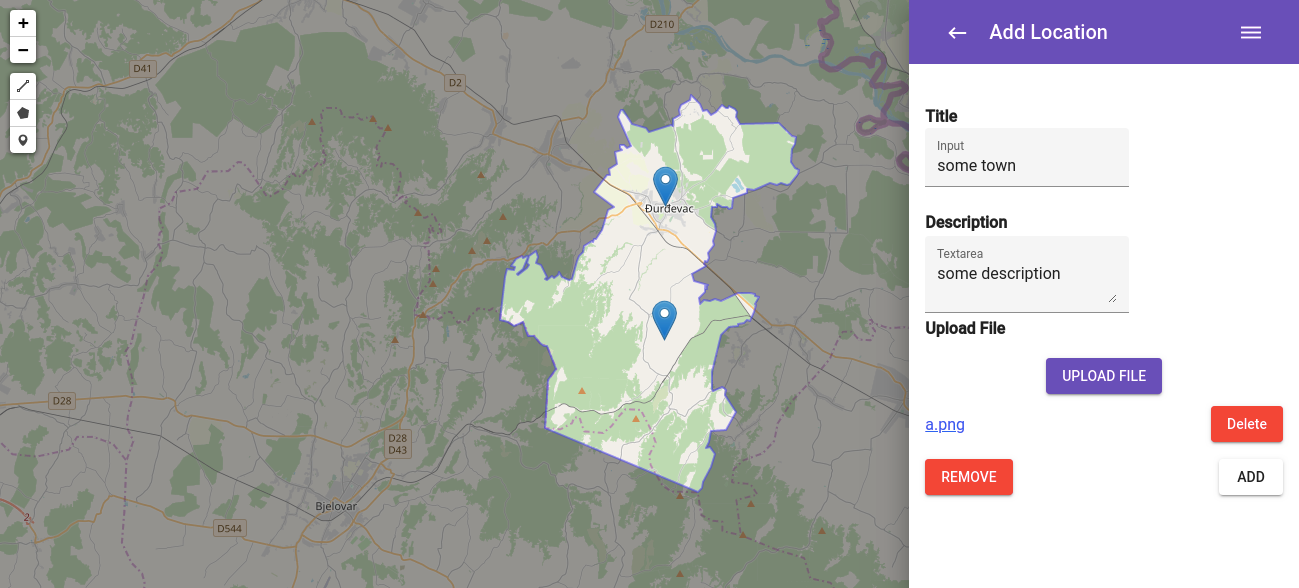 +
−
D41
D210
D2
Đurđevac
D28
D28
D43
Bjelovar
D544
2
Add Location
Title
Input
some town
Description
Textarea
some description
Upload File
UPLOAD FILE
a.png
Delete
REMOVE
ADD